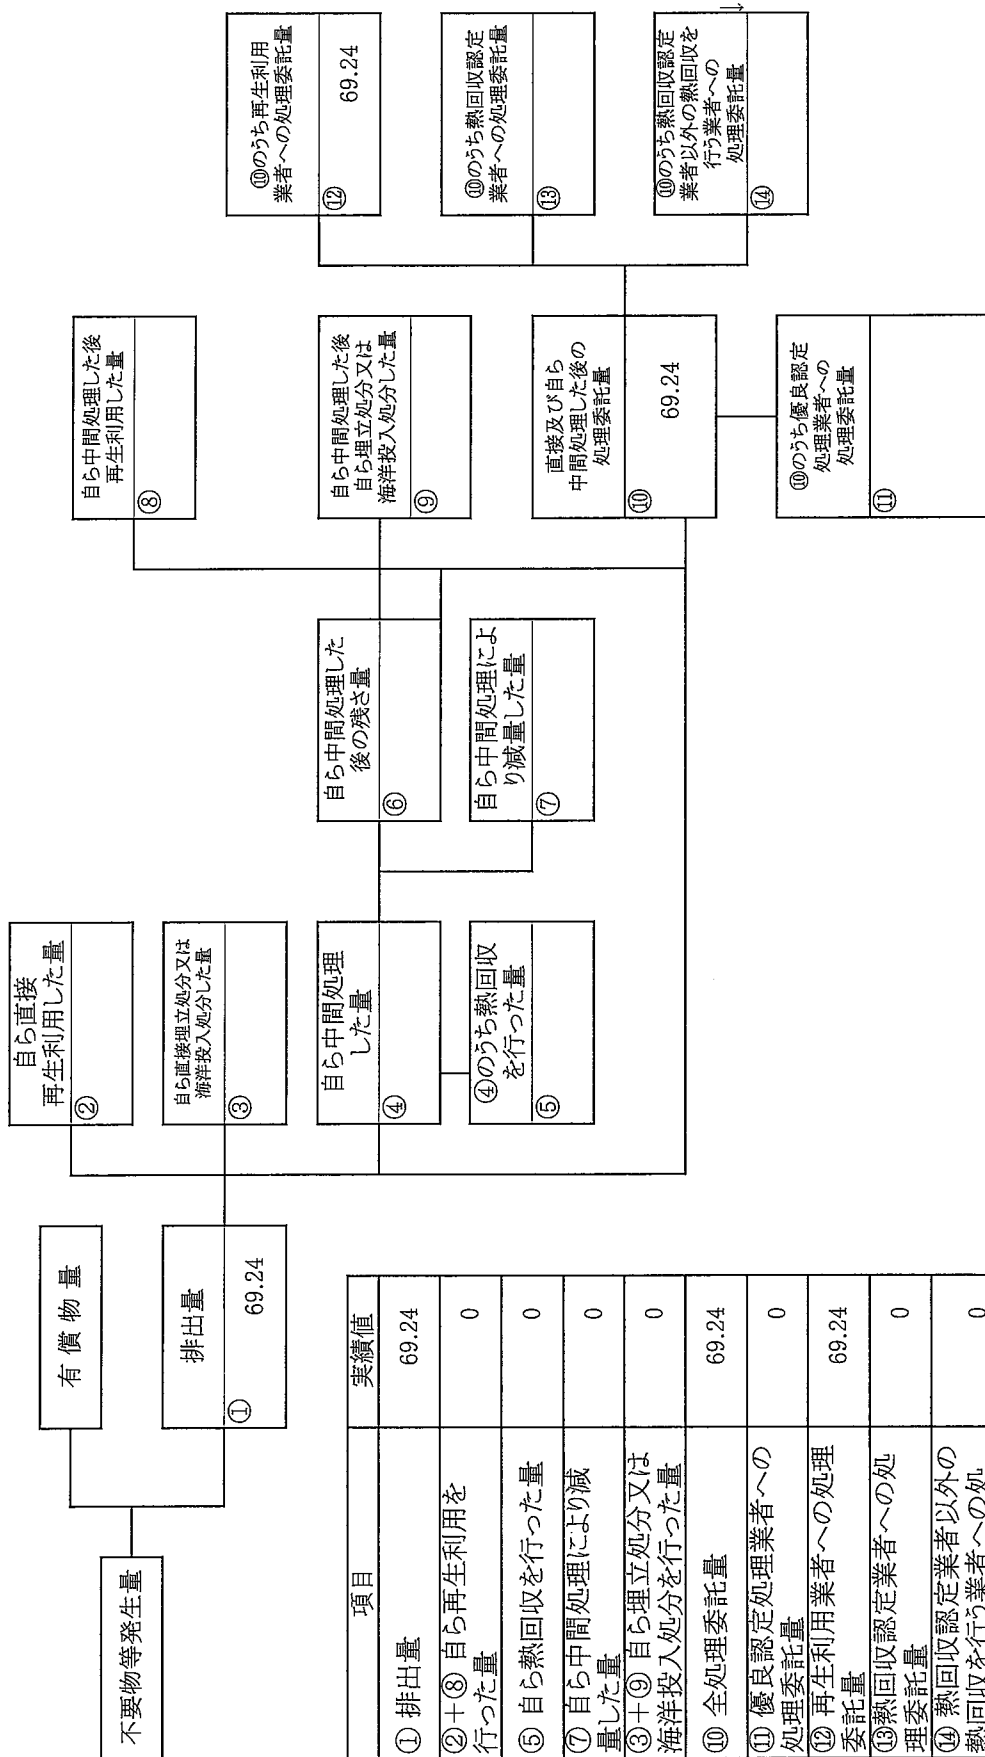 不要物等発生量
有償物量
排出量
①
69.24
自ら直接
再生利用した量
②
自ら直接埋立処分又は
海洋投入処分した量
③
自ら中間処理
した量
④
④のうち熱回収
を行った量
⑤
自ら中間処理した
後の残さ量
⑥
自ら中間処理によ
り減量した量
⑦
自ら中間処理した後
再生利用した量
⑧
自ら中間処理した後
自ら埋立処分又は
海洋投入処分した量
⑨
直接及び自ら
中間処理した後の
処理委託量
⑩
69.24
⑩のうち優良認定
処理業者への
処理委託量
⑪
⑩のうち再生利用
業者への処理委託量
⑫
69.24
⑩のうち熱回収認定
業者への処理委託量
⑬
⑩のうち熱回収認定
業者以外の熱回収を
行う業者への
処理委託量
⑭
項目 実績値
① 排出量 69.24
②+⑧ 自ら再生利用を
行った量 0
⑤ 自ら熱回収を行った量 0
⑦ 自ら中間処理により減
量した量 0
③+⑨ 自ら埋立処分又は
海洋投入処分を行った量 0
⑩ 全処理委託量 69.24
⑪ 優良認定処理業者への
処理委託量 0
⑫ 再生利用業者への処理
委託量 69.24
⑬熱回収認定業者への処
理委託量 0
⑭ 熱回収認定業者以外の
熱回収を行う業者への処 0